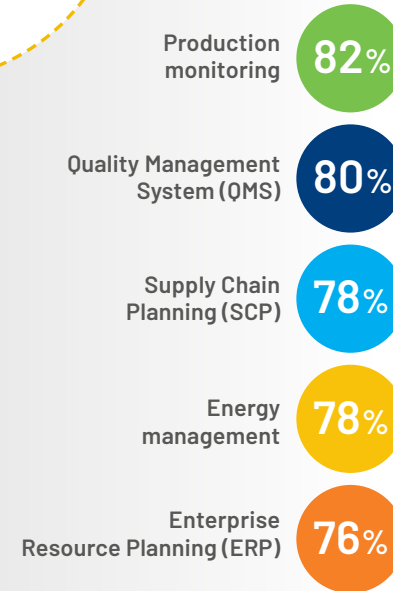 Production
monitoring
82%
Quality Management
System (QMS)
80%
Supply Chain
Planning (SCP)
78%
Energy
management
78%
Enterprise
Resource Planning (ERP)
76%